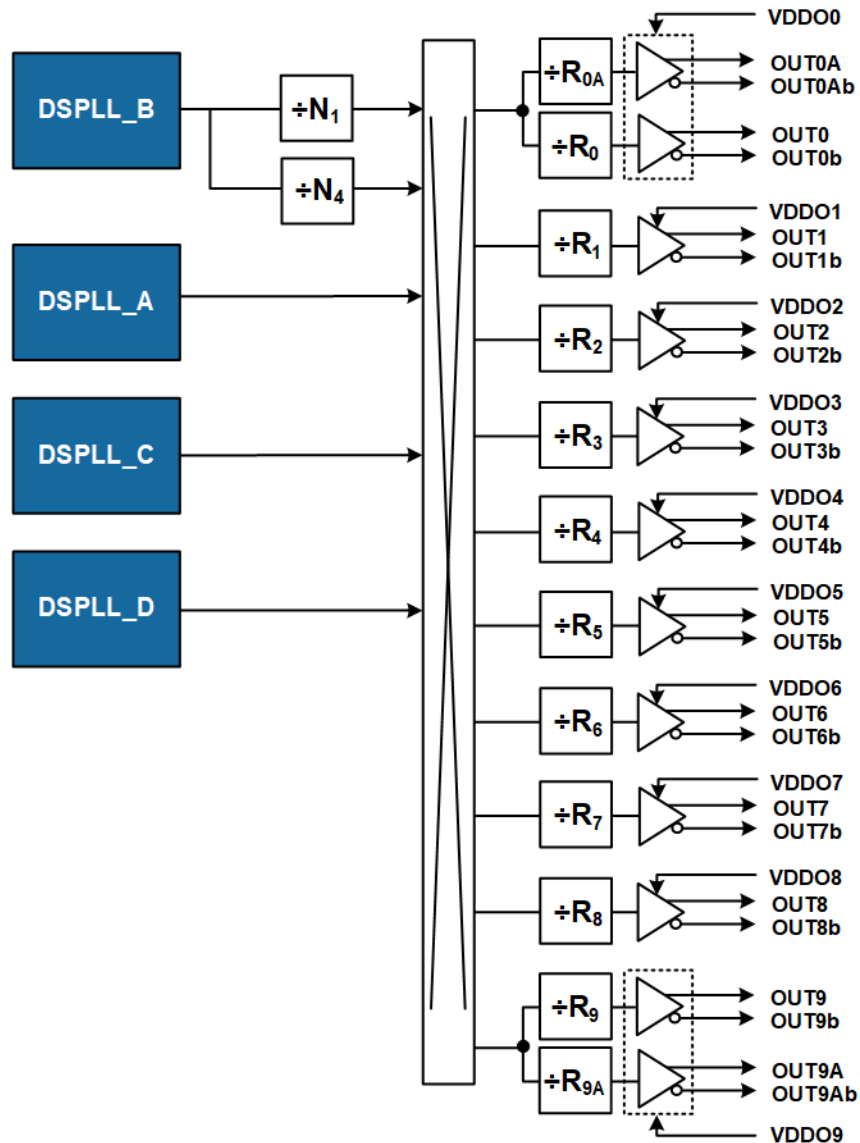 DSPLL_B
÷N1
÷N4
DSPLL_A
DSPLL_C
DSPLL_D
÷R0A
÷R0
÷R1
÷R2
÷R3
÷R4
÷R5
÷R6
÷R7
÷R8
÷R9
÷R9A
VDDO0
OUT0A
OUT0Ab
OUT0
OUT0b
VDDO1
OUT1
OUT1b
VDDO2
OUT2
OUT2b
VDDO3
OUT3
OUT3b
VDDO4
OUT4
OUT4b
VDDO5
OUT5
OUT5b
VDDO6
OUT6
OUT6b
VDDO7
OUT7
OUT7b
VDDO8
OUT8
OUT8b
OUT9
OUT9b
OUT9A
OUT9Ab
VDDO9